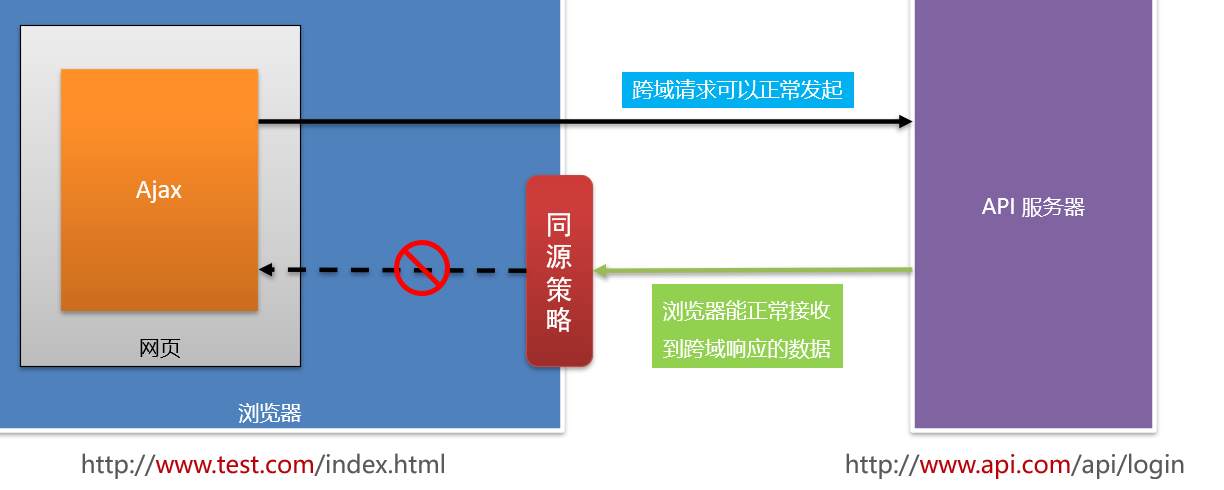 跨域请求可以正常发起
Ajax
API 服务器
同
源
策
略
浏览器能正常接收
到跨域响应的数据
网页
浏览器
http://www.test.com/index.html
http://www.api.com/api/login